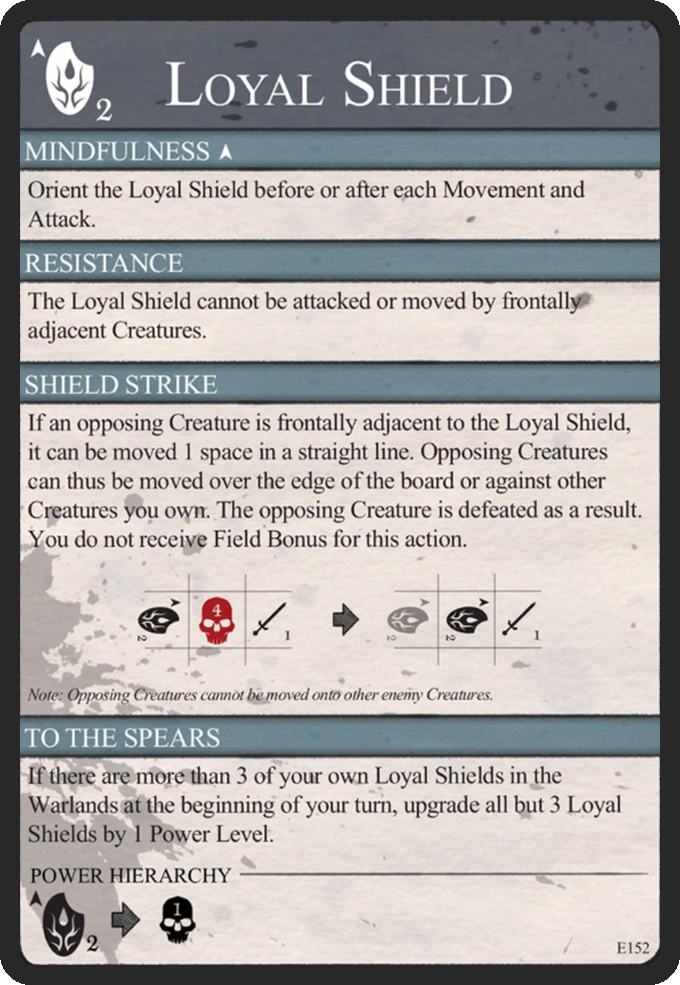 2
LOYAL SHIELD
MINDFULNESS
Orient the Loyal Shield before or after each Movement and
Attack.
RESISTANCE
The Loyal Shield cannot be attacked or moved by frontally
adjacent Creatures.
SHIELD STRIKE
If an opposing Creature is frontally adjacent to the Loyal Shield,
it can be moved 1 space in a straight line. Opposing Creatures
can thus be moved over the edge of the board or against other
Creatures you own. The opposing Creature is defeated as a result.
You do not receive Field Bonus for this action.
2 4 1 2 2 1
Note: Opposing Creatures cannot be moved onto other enemy Creatures.
TO THE SPEARS
If there are more than 3 of your own Loyal Shields in the
Warlands at the beginning of your turn, upgrade all but 3 Loyal
Shields by 1 Power Level.
POWER HIERARCHY
2 1
E152